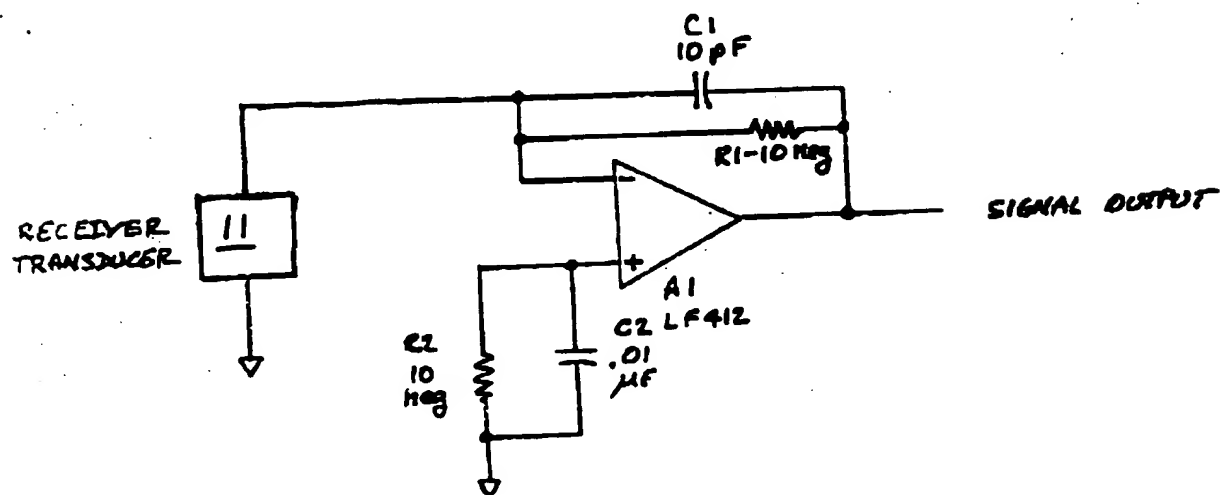 C1
10 pF
R1-10 Meg
SIGNAL OUTPUT
RECEIVER
TRANSDUCER
11
-
+
A1
LF412
R2
10
Meg
C2
.01
µF